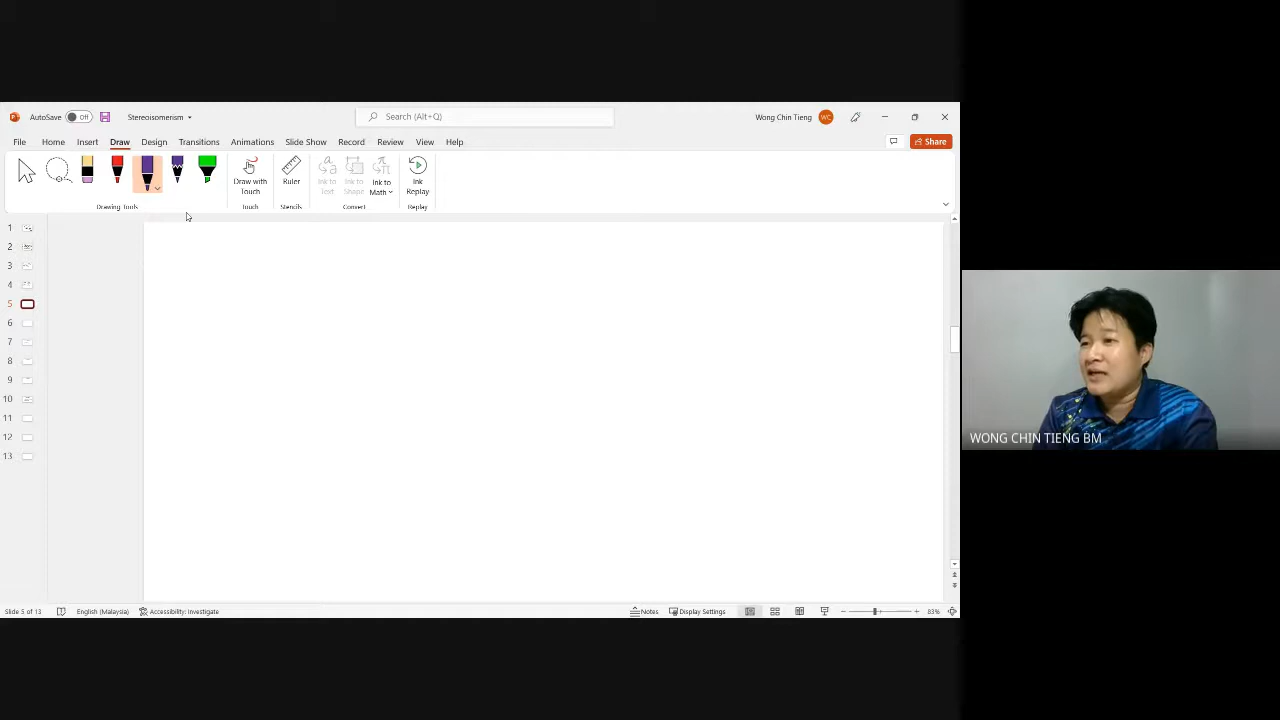 AutoSave Off Stereoisomerism Search (Alt+Q) Wong Chin Tieng WC
File Home Insert Draw Design Transitions Animations Slide Show Record Review View Help Share
Draw with Touch
Ruler
Ink to Text
Ink to Shape
Ink to Math
Ink Replay
Drawing Tools Touch Stencils Convert Replay
1
2
3
4
5
6
7
8
9
10
11
12
13
WONG CHIN TIENG BM
Slide 5 of 13 English (Malaysia) Accessibility: Investigate Notes Display Settings 83%